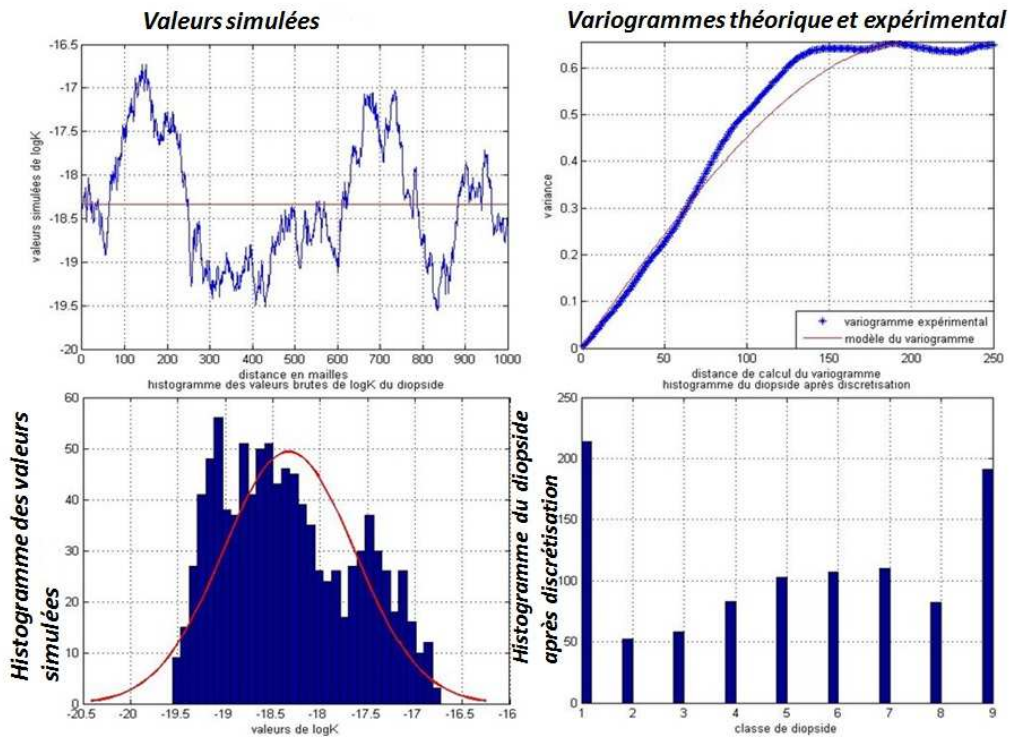 Valeurs simulées
Variogrammes théorique et expérimental
valeurs simulées de logK
-16.5
-17
-17.5
-18
-18.5
-19
-19.5
-20
0 100 200 300 400 500 600 700 800 900 1000
distance en mailles
variance
0.6
0.5
0.4
0.3
0.2
0.1
0
variogramme expérimental
modèle du variogramme
0 50 100 150 200 250
distance de calcul du variogramme
Histogramme des valeurs
simulées
histogramme des valeurs brutes de logK du diopside
60
50
40
30
20
10
0
-20.5 -20 -19.5 -19 -18.5 -18 -17.5 -17 -16.5 -16
valeurs de logK
Histogramme du diopside
après discrétisation
histogramme du diopside après discretisation
250
200
150
100
50
0
1 2 3 4 5 6 7 8 9
classe de diopside